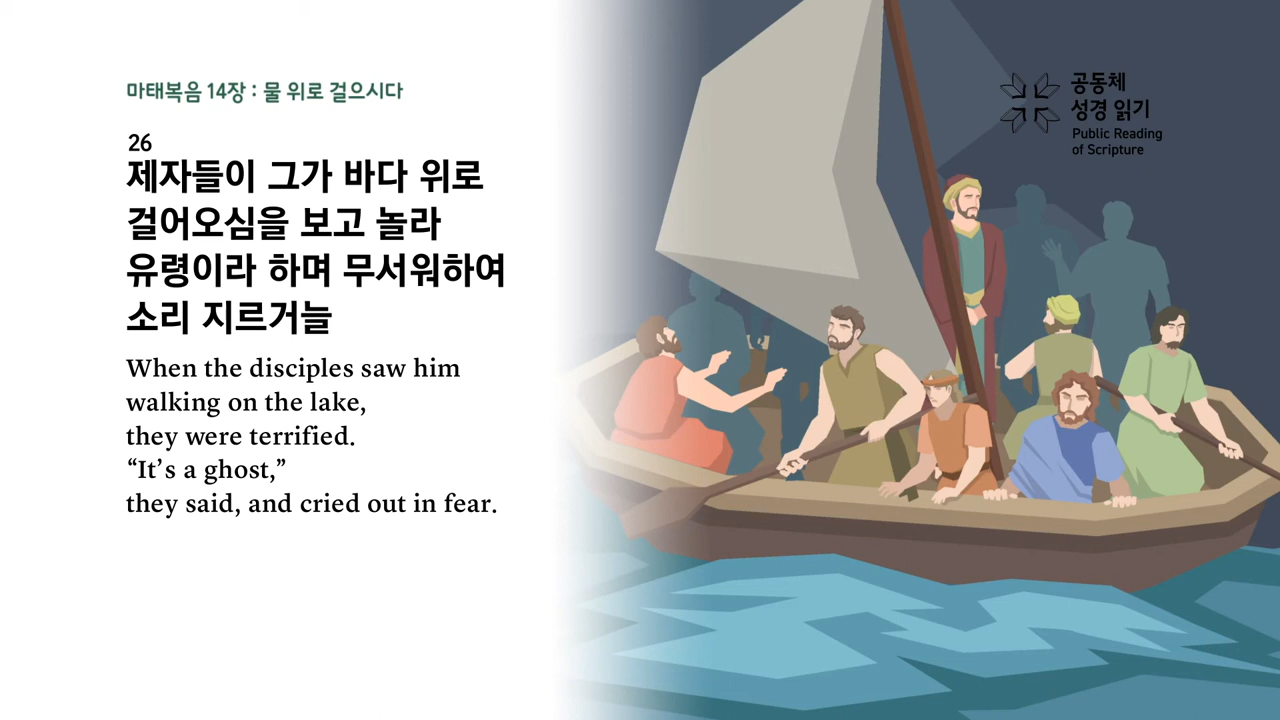 마태복음 14장 : 물 위로 걸으시다
26
제자들이 그가 바다 위로
걸어오심을 보고 놀라
유령이라 하며 무서워하여
소리 지르거늘
When the disciples saw him
walking on the lake,
they were terrified.
“It’s a ghost,”
they said, and cried out in fear.
공동체
성경 읽기
Public Reading
of Scripture